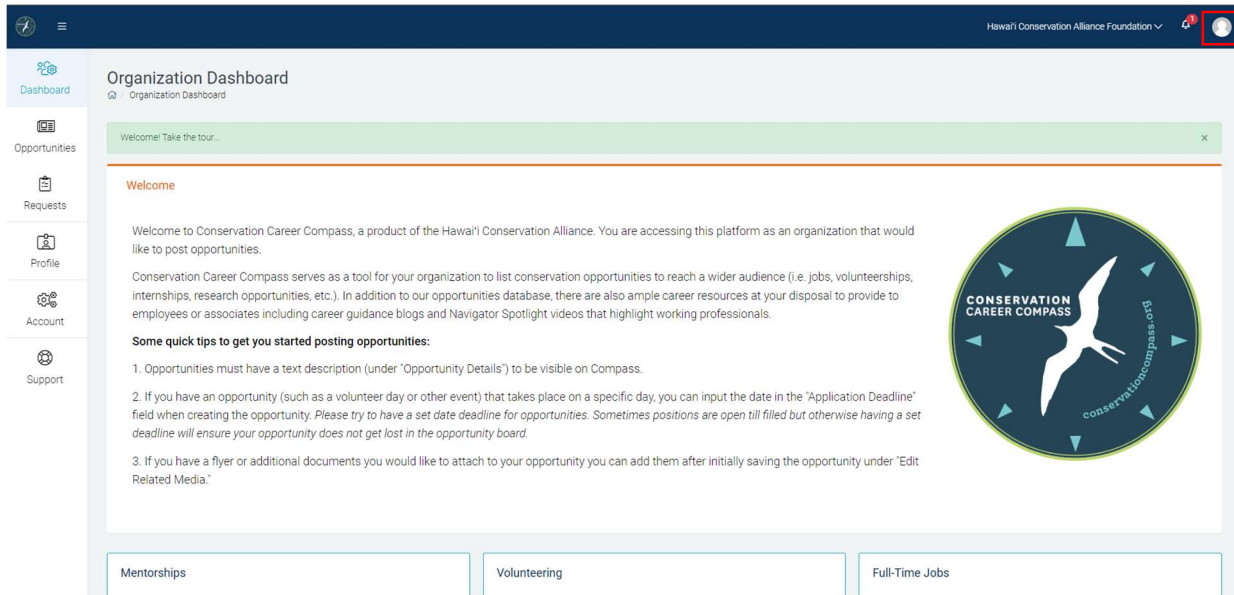 Hawai'i Conservation Alliance Foundation
1
Dashboard
Opportunities
Requests
Profile
Account
Support
Organization Dashboard
/ Organization Dashboard
Welcome! Take the tour...
×
Welcome
Welcome to Conservation Career Compass, a product of the Hawai'i Conservation Alliance. You are accessing this platform as an organization that would
like to post opportunities.
Conservation Career Compass serves as a tool for your organization to list conservation opportunities to reach a wider audience (i.e. jobs, volunteerships,
internships, research opportunities, etc.). In addition to our opportunities database, there are also ample career resources at your disposal to provide to
employees or associates including career guidance blogs and Navigator Spotlight videos that highlight working professionals.
Some quick tips to get you started posting opportunities:
1. Opportunities must have a text description (under "Opportunity Details") to be visible on Compass.
2. If you have an opportunity (such as a volunteer day or other event) that takes place on a specific day, you can input the date in the "Application Deadline"
field when creating the opportunity. Please try to have a set date deadline for opportunities. Sometimes positions are open till filled but otherwise having a set
deadline will ensure your opportunity does not get lost in the opportunity board.
3. If you have a flyer or additional documents you would like to attach to your opportunity you can add them after initially saving the opportunity under "Edit
Related Media."
CONSERVATION
CAREER COMPASS
conservationcompass.org
Mentorships
Volunteering
Full-Time Jobs